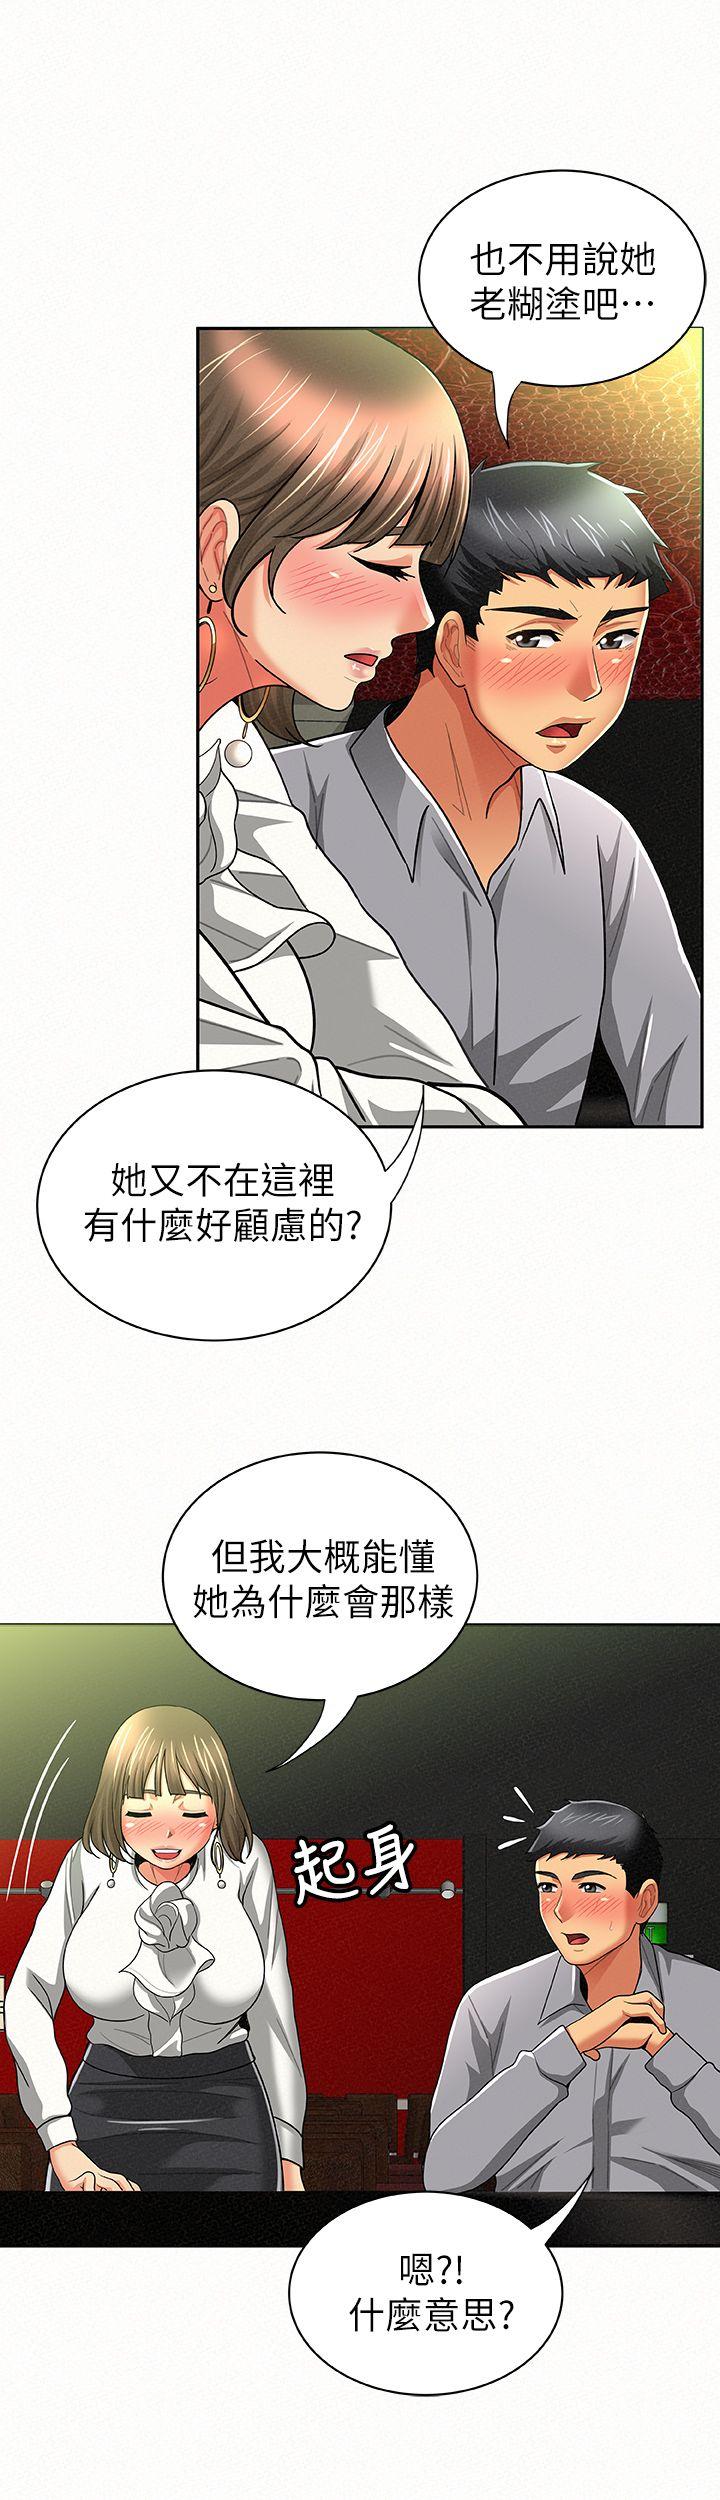 也不用說她
老糊塗吧…
她又不在這裡
有什麼好顧慮的?
但我大概能懂
她為什麼會那樣
起身
嗯?!
什麼意思?